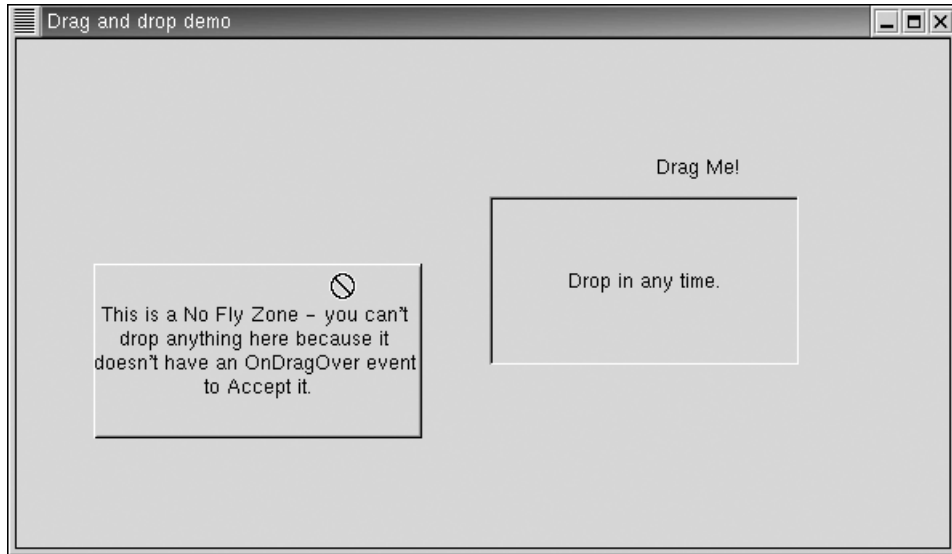 Drag and drop demo
Drag Me!
Drop in any time.
This is a No Fly Zone – you can't
drop anything here because it
doesn't have an OnDragOver event
to Accept it.